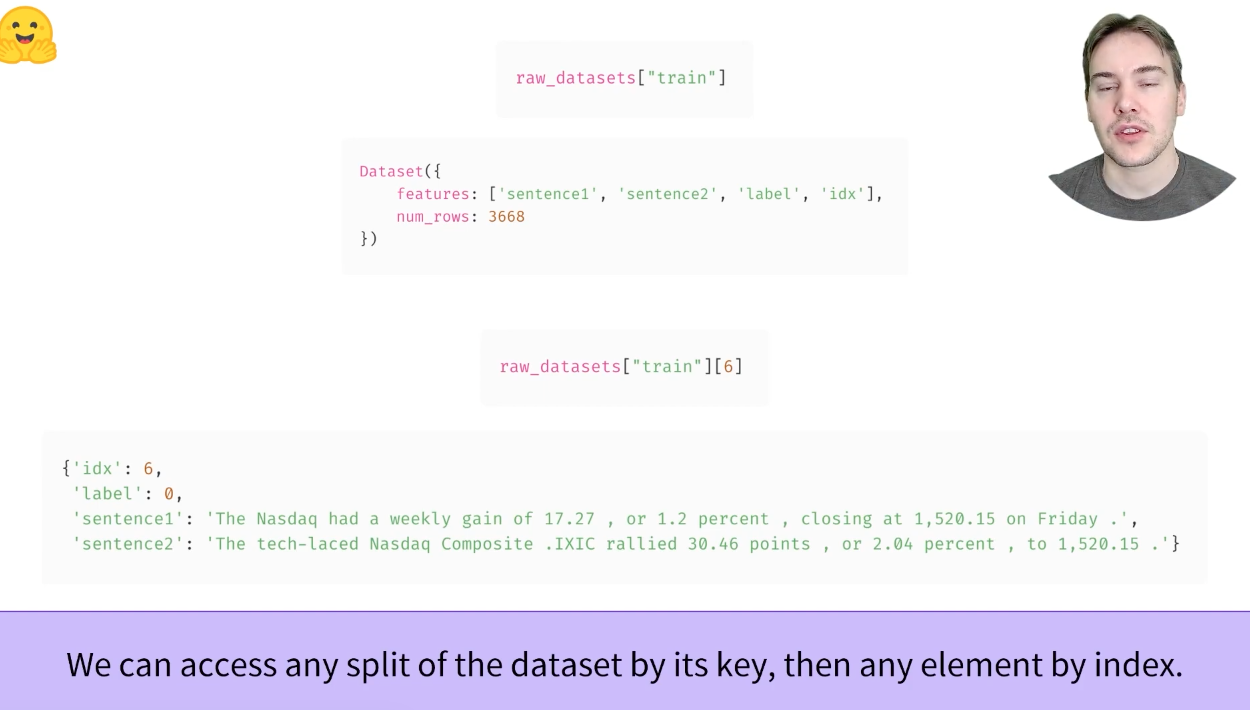 raw_datasets["train"]
Dataset({
    features: ['sentence1', 'sentence2', 'label', 'idx'],
    num_rows: 3668
})
raw_datasets["train"][6]
{'idx': 6,
 'label': 0,
 'sentence1': 'The Nasdaq had a weekly gain of 17.27 , or 1.2 percent , closing at 1,520.15 on Friday .',
 'sentence2': 'The tech-laced Nasdaq Composite .IXIC rallied 30.46 points , or 2.04 percent , to 1,520.15 .'}
We can access any split of the dataset by its key, then any element by index.